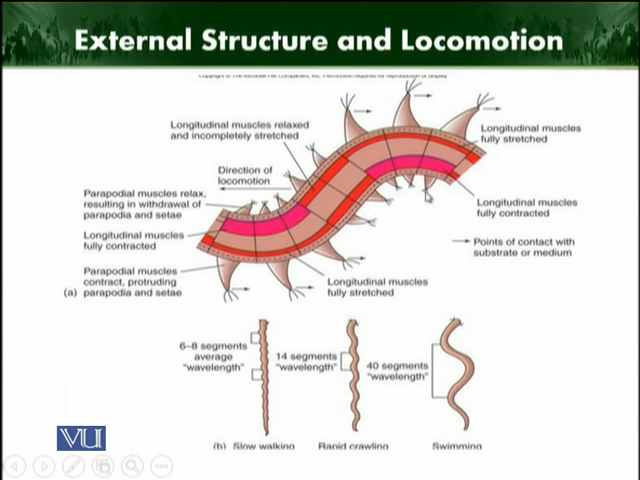 External Structure and Locomotion
Longitudinal muscles relaxed
and incompletely stretched
Longitudinal muscles
fully stretched
Direction of
locomotion
Parapodial muscles relax,
resulting in withdrawal of
parapodia and setae
Longitudinal muscles
fully contracted
Longitudinal muscles
fully contracted
Points of contact with
substrate or medium
Parapodial muscles
contract, protruding
(a) parapodia and setae
Longitudinal muscles
fully stretched
6–8 segments
average
"wavelength"
14 segments
"wavelength"
40 segments
"wavelength"
VU
(b) Slow walking
Rapid crawling
Swimming